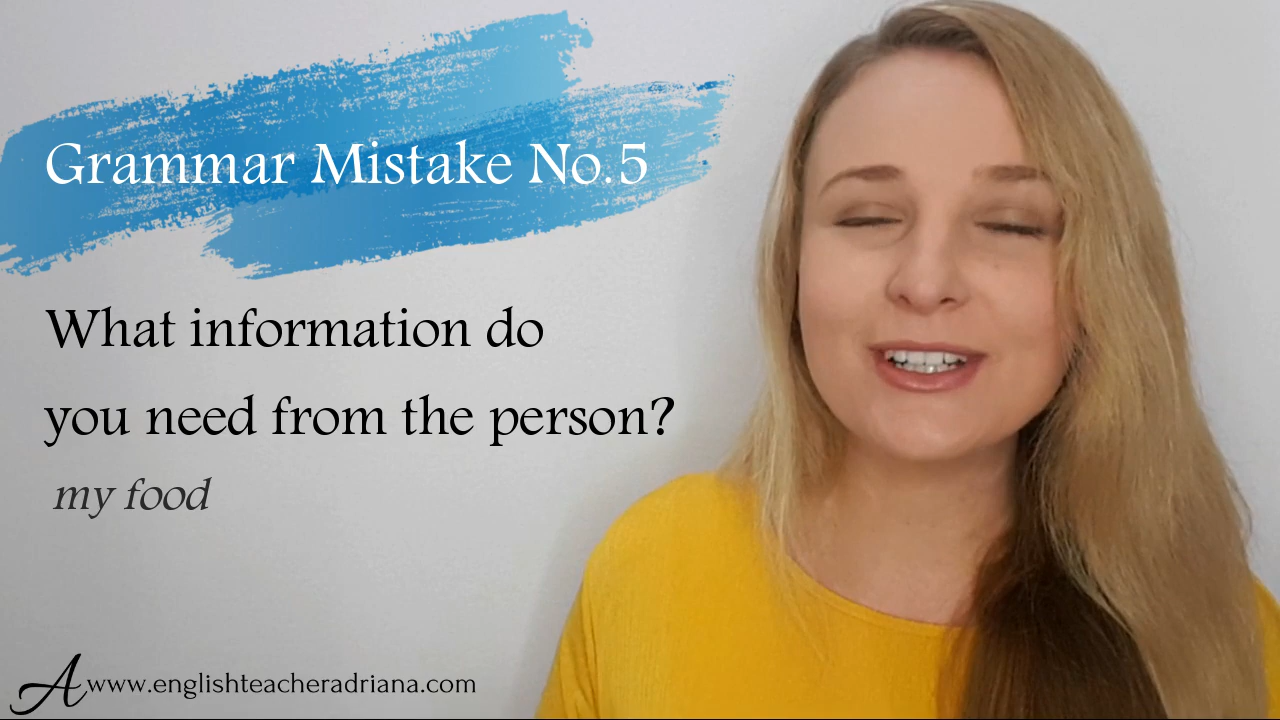 Grammar Mistake No.5
What information do
you need from the person?
my food
A www.englishteacheradriana.com